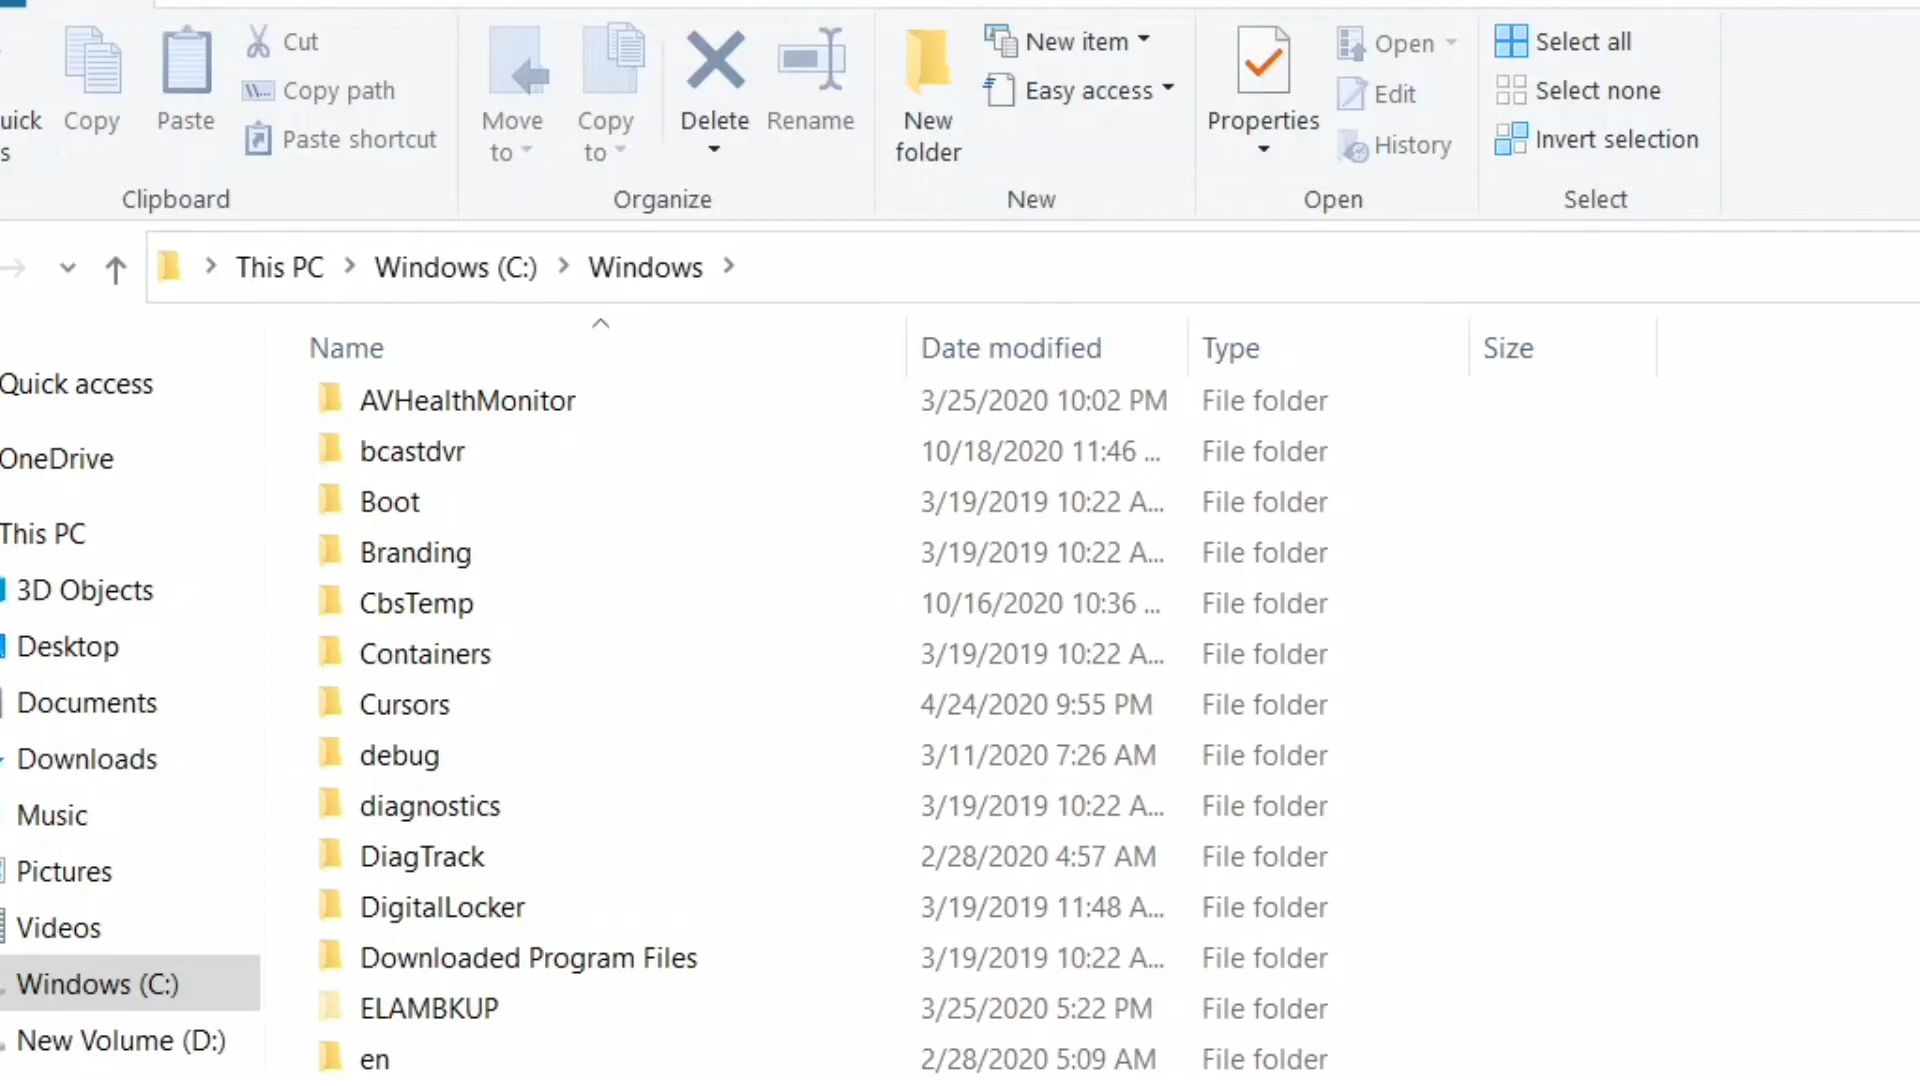 uick
s
Copy
Paste
Cut
Copy path
Paste shortcut
Clipboard
Move
to
Copy
to
Delete
Rename
Organize
New
folder
New item
Easy access
New
Properties
Open
Edit
History
Open
Select all
Select none
Invert selection
Select
This PC > Windows (C:) > Windows >
Name Date modified Type Size
Quick access
OneDrive
This PC
3D Objects
Desktop
Documents
Downloads
Music
Pictures
Videos
Windows (C:)
New Volume (D:)
AVHealthMonitor 3/25/2020 10:02 PM File folder
bcastdvr 10/18/2020 11:46 ... File folder
Boot 3/19/2019 10:22 A... File folder
Branding 3/19/2019 10:22 A... File folder
CbsTemp 10/16/2020 10:36 ... File folder
Containers 3/19/2019 10:22 A... File folder
Cursors 4/24/2020 9:55 PM File folder
debug 3/11/2020 7:26 AM File folder
diagnostics 3/19/2019 10:22 A... File folder
DiagTrack 2/28/2020 4:57 AM File folder
DigitalLocker 3/19/2019 11:48 A... File folder
Downloaded Program Files 3/19/2019 10:22 A... File folder
ELAMBKUP 3/25/2020 5:22 PM File folder
en 2/28/2020 5:09 AM File folder